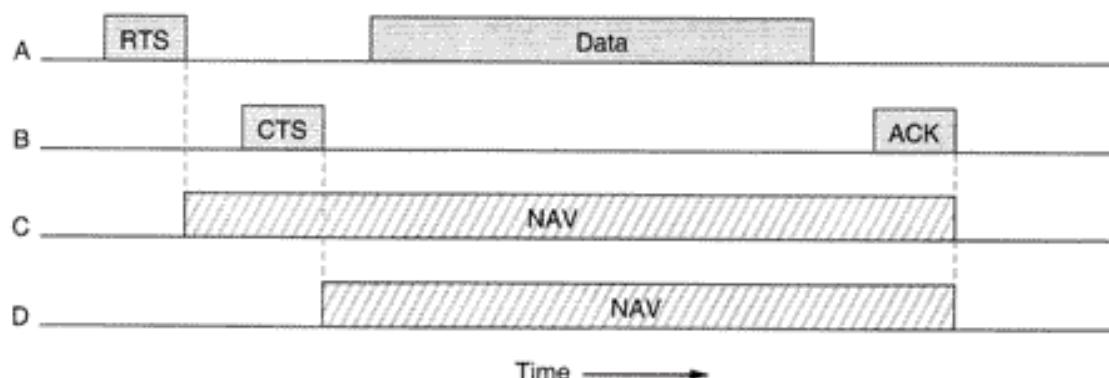 A RTS Data
B CTS ACK
C NAV
D NAV
Time